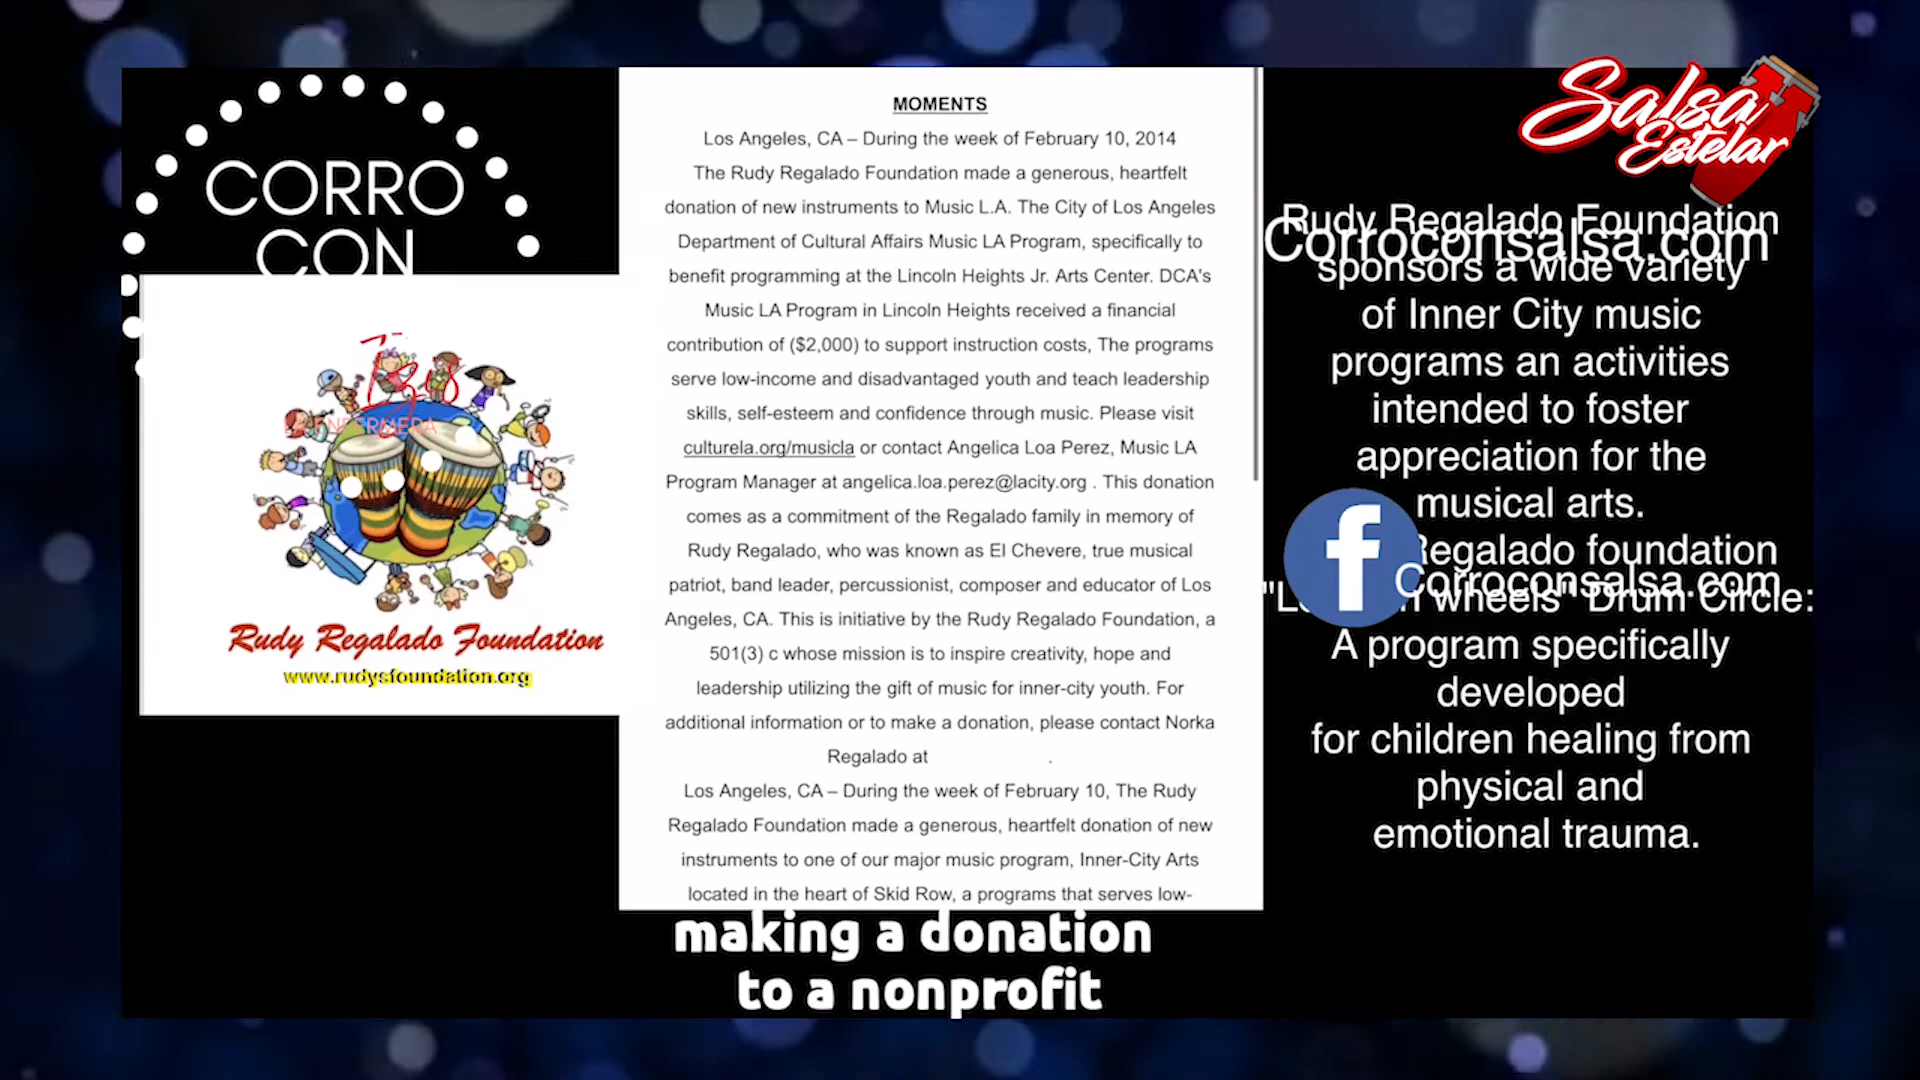 Salsa
Estelar
CORRO
CON
MOMENTS
Los Angeles, CA – During the week of February 10, 2014
The Rudy Regalado Foundation made a generous, heartfelt
donation of new instruments to Music L.A. The City of Los Angeles
Department of Cultural Affairs Music LA Program, specifically to
benefit programming at the Lincoln Heights Jr. Arts Center. DCA's
Music LA Program in Lincoln Heights received a financial
contribution of ($2,000) to support instruction costs, The programs
serve low-income and disadvantaged youth and teach leadership
skills, self-esteem and confidence through music. Please visit
culturela.org/musicla or contact Angelica Loa Perez, Music LA
Program Manager at angelica.loa.perez@lacity.org . This donation
comes as a commitment of the Regalado family in memory of
Rudy Regalado, who was known as El Chevere, true musical
patriot, band leader, percussionist, composer and educator of Los
Angeles, CA. This is initiative by the Rudy Regalado Foundation, a
501(3) c whose mission is to inspire creativity, hope and
leadership utilizing the gift of music for inner-city youth. For
additional information or to make a donation, please contact Norka
Regalado at .
Los Angeles, CA – During the week of February 10, The Rudy
Regalado Foundation made a generous, heartfelt donation of new
instruments to one of our major music program, Inner-City Arts
located in the heart of Skid Row, a programs that serves low-
ENFERMERA
Rudy Regalado Foundation
www.rudysfoundation.org
Rudy Regalado Foundation
Corroconsalsa.com
sponsors a wide variety
of Inner City music
programs an activities
intended to foster
appreciation for the
musical arts.
f
Regalado foundation
Corroconsalsa.com
wheels" Drum Circle:
A program specifically
developed
for children healing from
physical and
emotional trauma.
making a donation
to a nonprofit